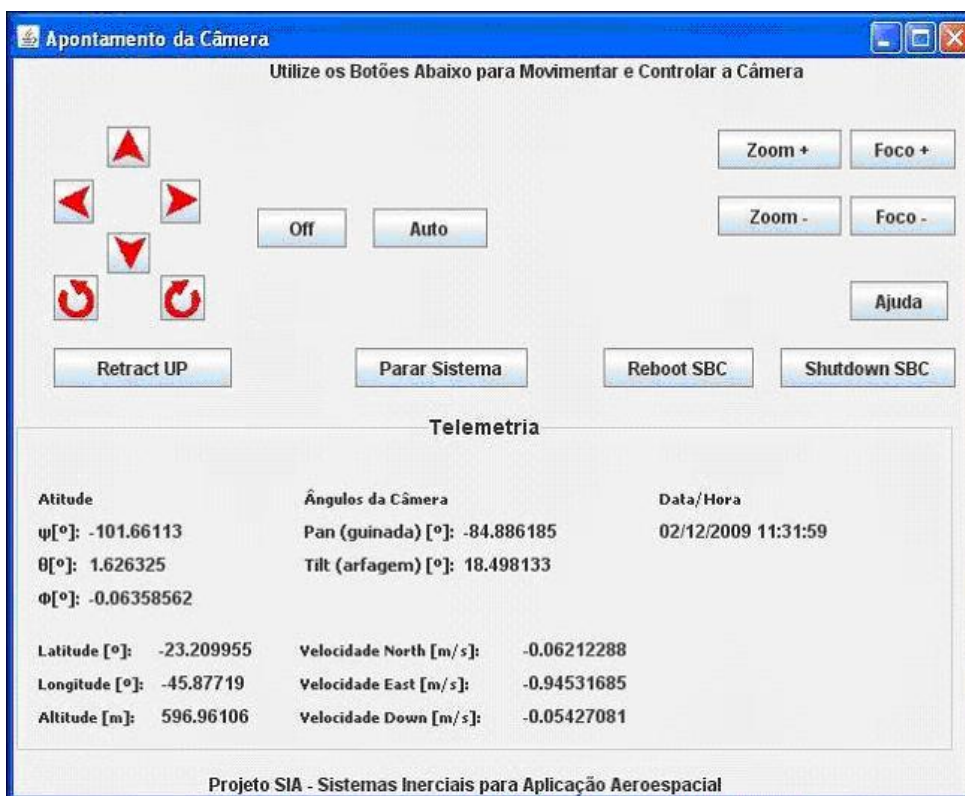 Apontamento da Câmera
Utilize os Botões Abaixo para Movimentar e Controlar a Câmera
Zoom + Foco +
Off Auto Zoom - Foco -
Ajuda
Retract UP Parar Sistema Reboot SBC Shutdown SBC
Telemetria
Atitude Ângulos da Câmera Data/Hora
ψ[º]: -101.66113 Pan (guinada) [º]: -84.886185 02/12/2009 11:31:59
θ[º]: 1.626325 Tilt (arfagem) [º]: 18.498133
Φ[º]: -0.06358562
Latitude [º]: -23.209955 Velocidade North [m/s]: -0.06212288
Longitude [º]: -45.87719 Velocidade East [m/s]: -0.94531685
Altitude [m]: 596.96106 Velocidade Down [m/s]: -0.05427081
Projeto SIA - Sistemas Inerciais para Aplicação Aeroespacial